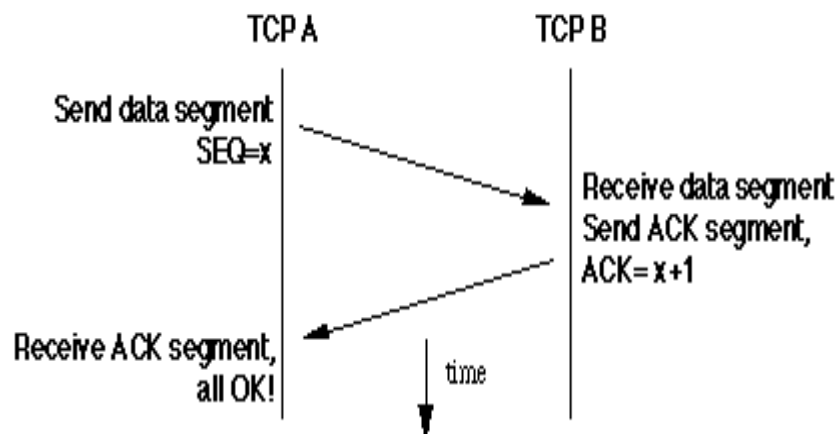 TCP A
TCP B
Send data segment
SEQ=x
Receive data segment
Send ACK segment,
ACK= x+1
Receive ACK segment,
all OK!
time